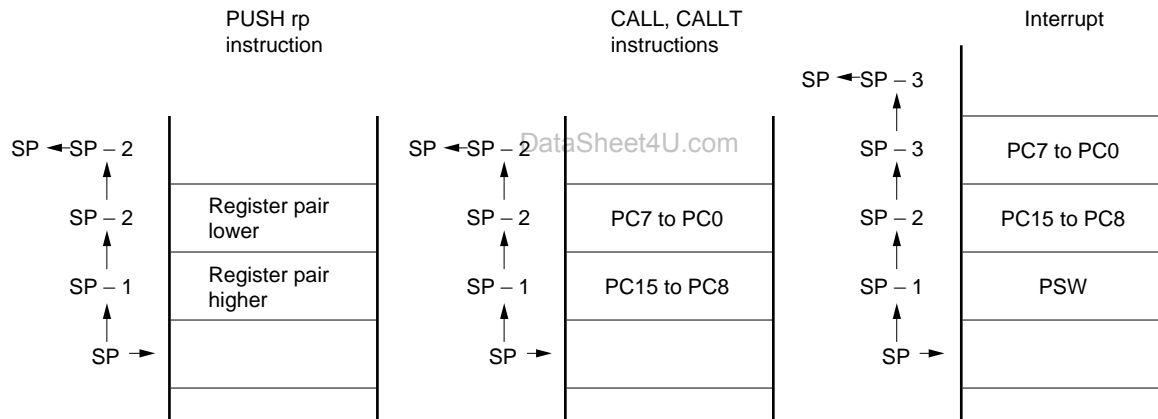 PUSH rp
instruction
SP SP – 2
SP – 2
Register pair
lower
SP – 1
Register pair
higher
SP
CALL, CALLT
instructions
DataSheet4U.com
SP SP – 2
SP – 2
PC7 to PC0
SP – 1
PC15 to PC8
SP
Interrupt
SP SP – 3
SP – 3
PC7 to PC0
SP – 2
PC15 to PC8
SP – 1
PSW
SP